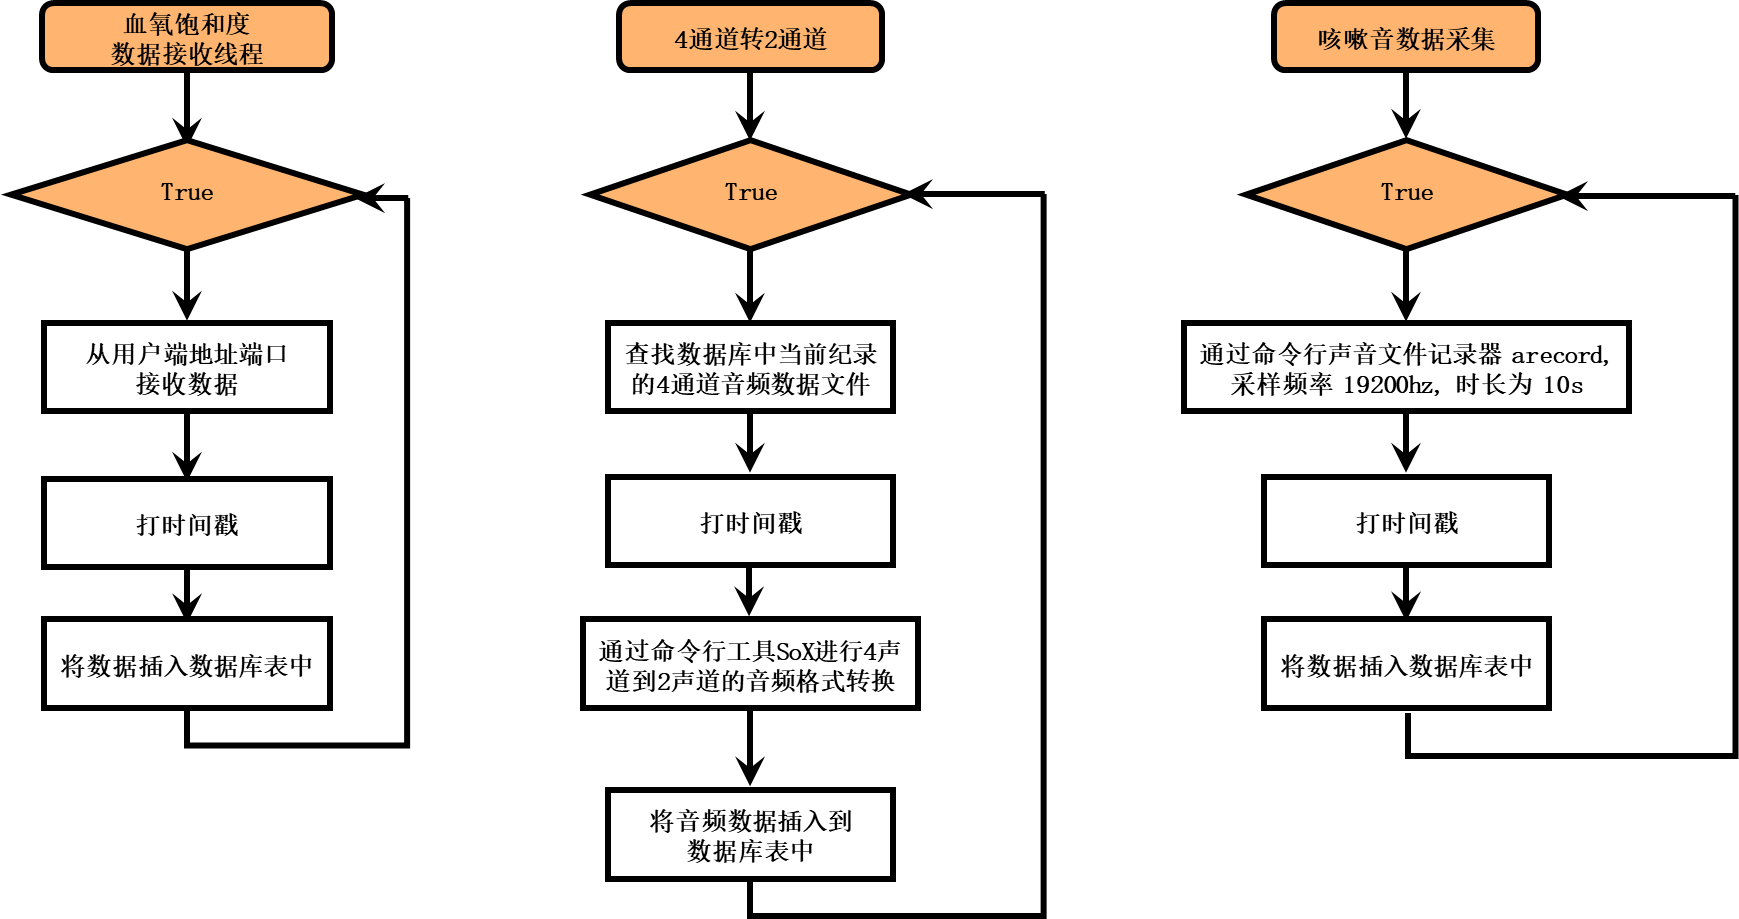 血氧饱和度
数据接收线程
True
从用户端地址端口
接收数据
打时间戳
将数据插入数据库表中
4通道转2通道
True
查找数据库中当前纪录
的4通道音频数据文件
打时间戳
通过命令行工具SoX进行4声
道到2声道的音频格式转换
将音频数据插入到
数据库表中
咳嗽音数据采集
True
通过命令行声音文件记录器 arecord,
采样频率 19200hz, 时长为 10s
打时间戳
将数据插入数据库表中